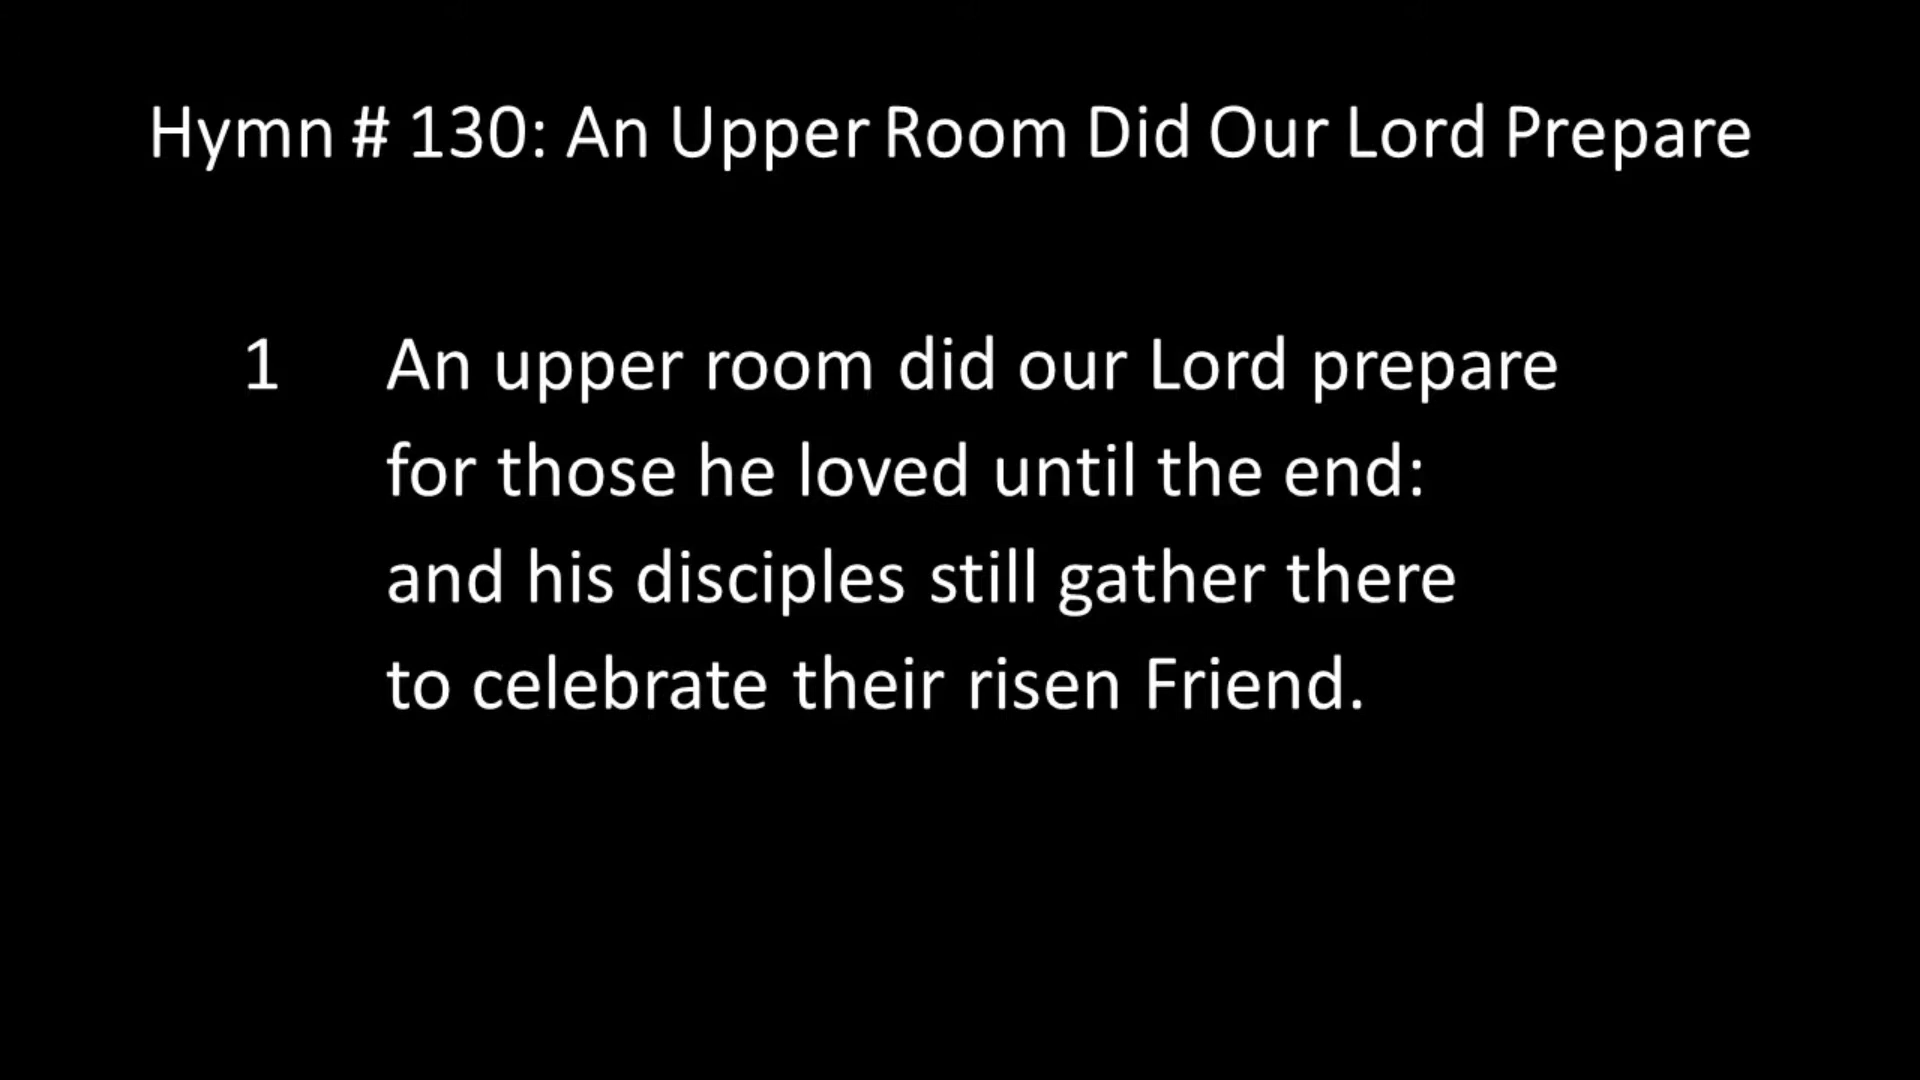 Hymn # 130: An Upper Room Did Our Lord Prepare
1 An upper room did our Lord prepare
for those he loved until the end:
and his disciples still gather there
to celebrate their risen Friend.